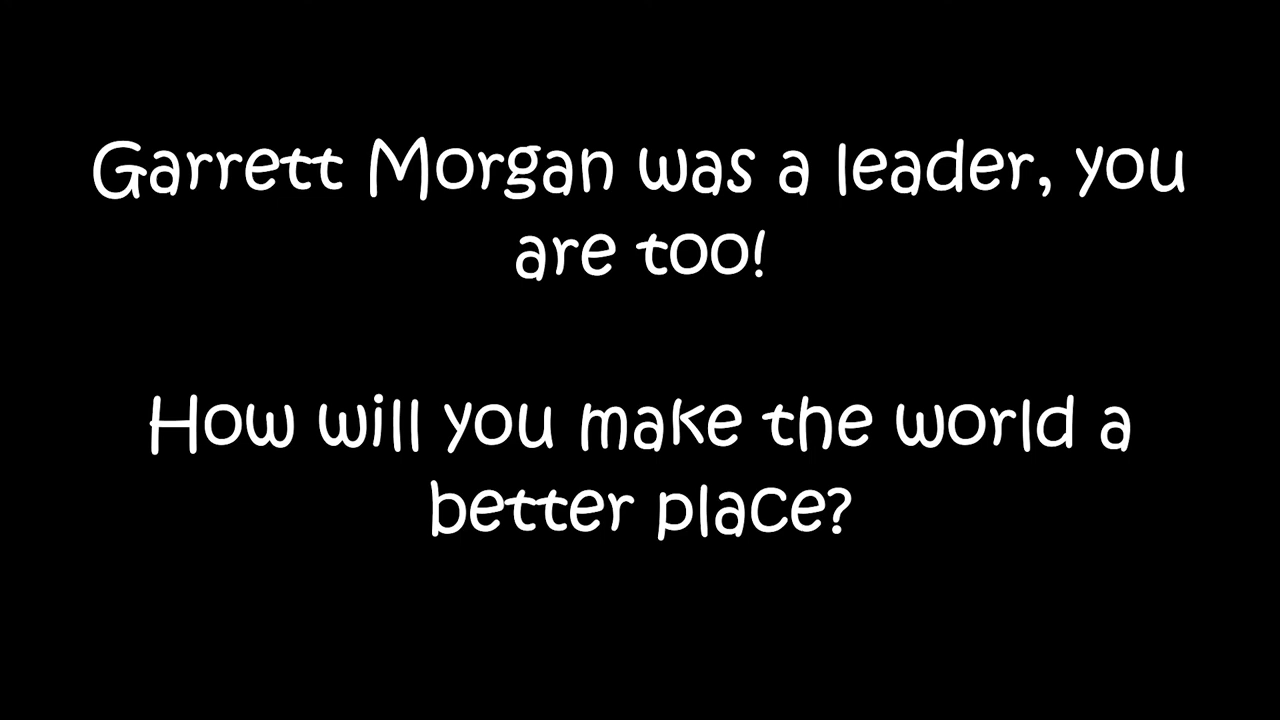 Garrett Morgan was a leader, you
are too!
How will you make the world a
better place?